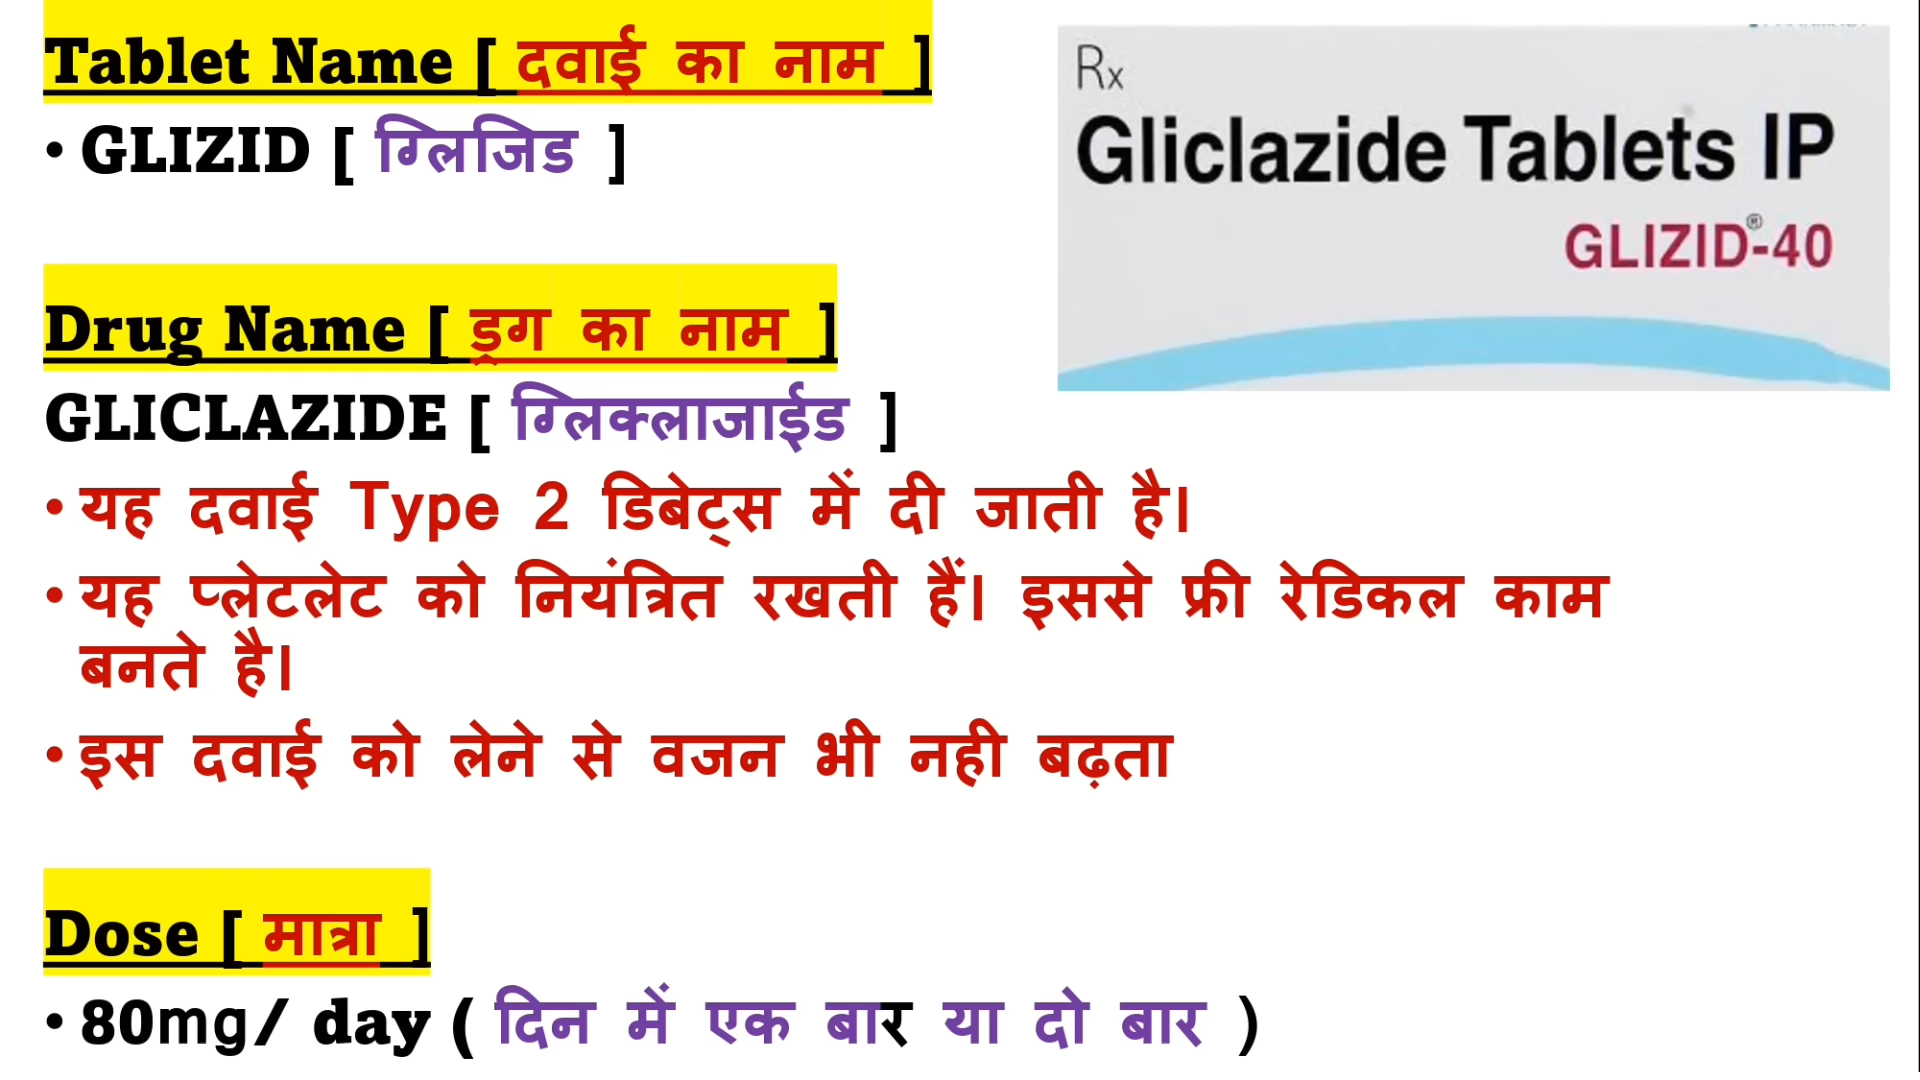 Tablet Name [ दवाई का नाम ]
• GLIZID [ ग्लिजिड ]
Rx
Gliclazide Tablets IP
GLIZID®-40
Drug Name [ ड्रग का नाम ]
GLICLAZIDE [ ग्लिक्लाजाईड ]
• यह दवाई Type 2 डिबेट्स में दी जाती है।
• यह प्लेटलेट को नियंत्रित रखती हैं। इससे फ्री रेडिकल काम
बनते है।
• इस दवाई को लेने से वजन भी नही बढ़ता
Dose [ मात्रा ]
• 80mg/ day ( दिन में एक बार या दो बार )